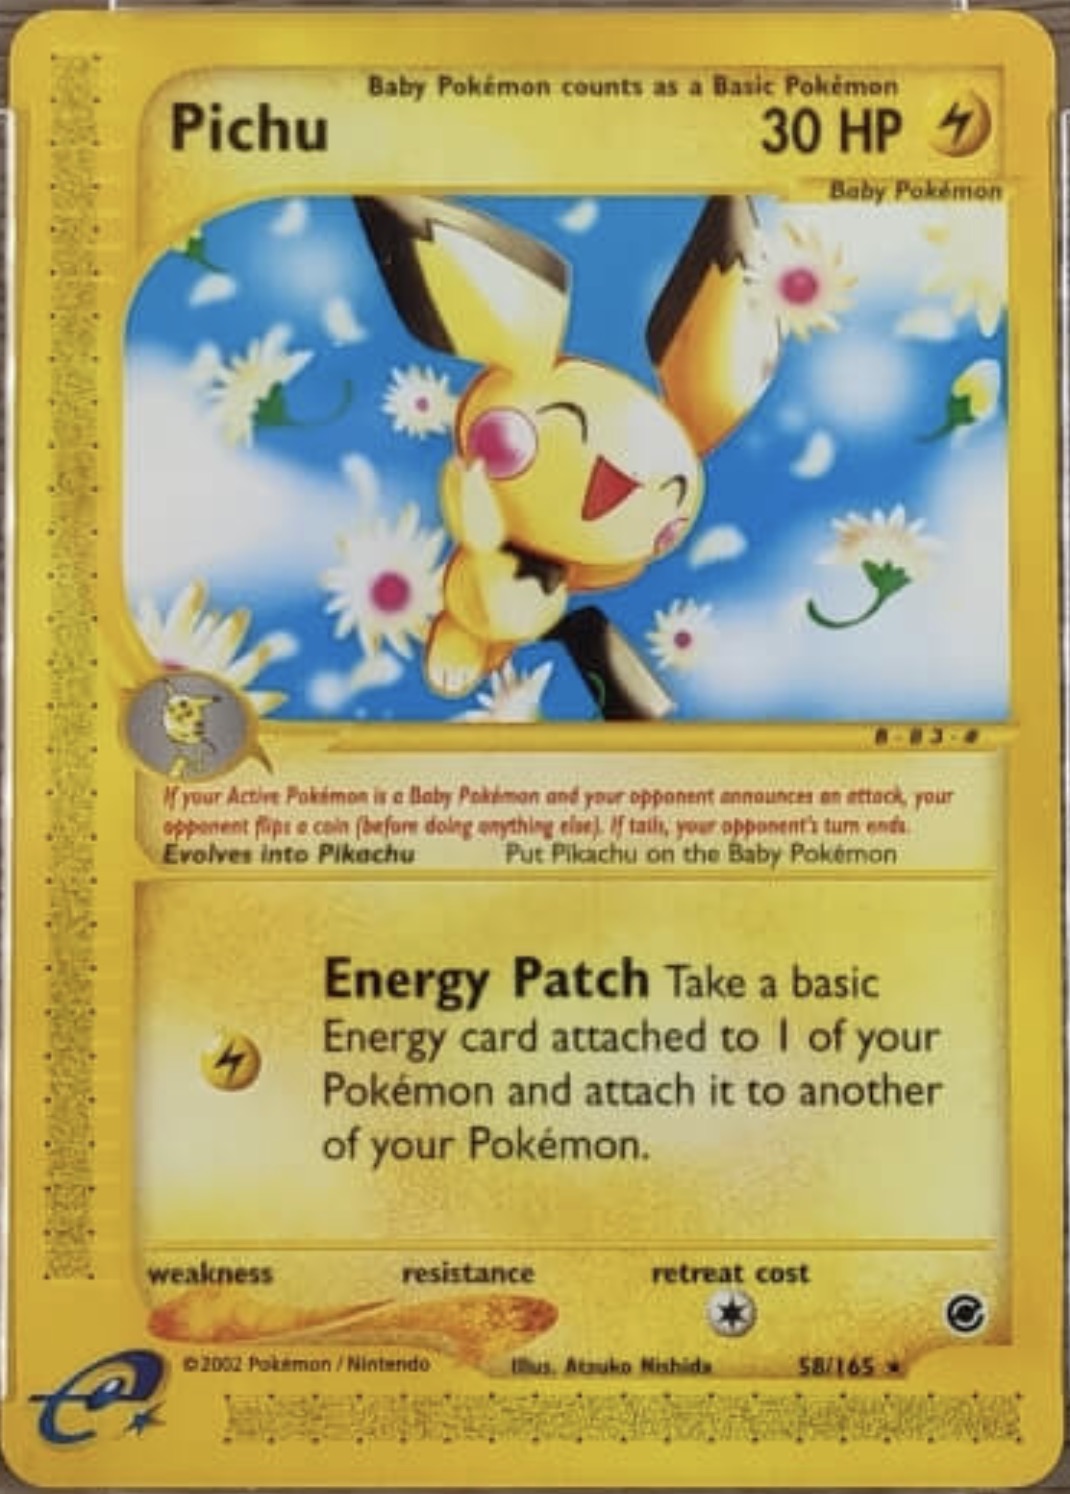 Baby Pokémon counts as a Basic Pokémon
Pichu 30 HP
Baby Pokémon
If your Active Pokémon is a Baby Pokémon and your opponent announces an attack, your
opponent flips a coin (before doing anything else). If tails, your opponent's turn ends.
Evolves into Pikachu Put Pikachu on the Baby Pokémon
Energy Patch Take a basic
Energy card attached to 1 of your
Pokémon and attach it to another
of your Pokémon.
weakness resistance retreat cost
©2002 Pokémon / Nintendo Illus. Atsuko Nishida 58/165 ★
e